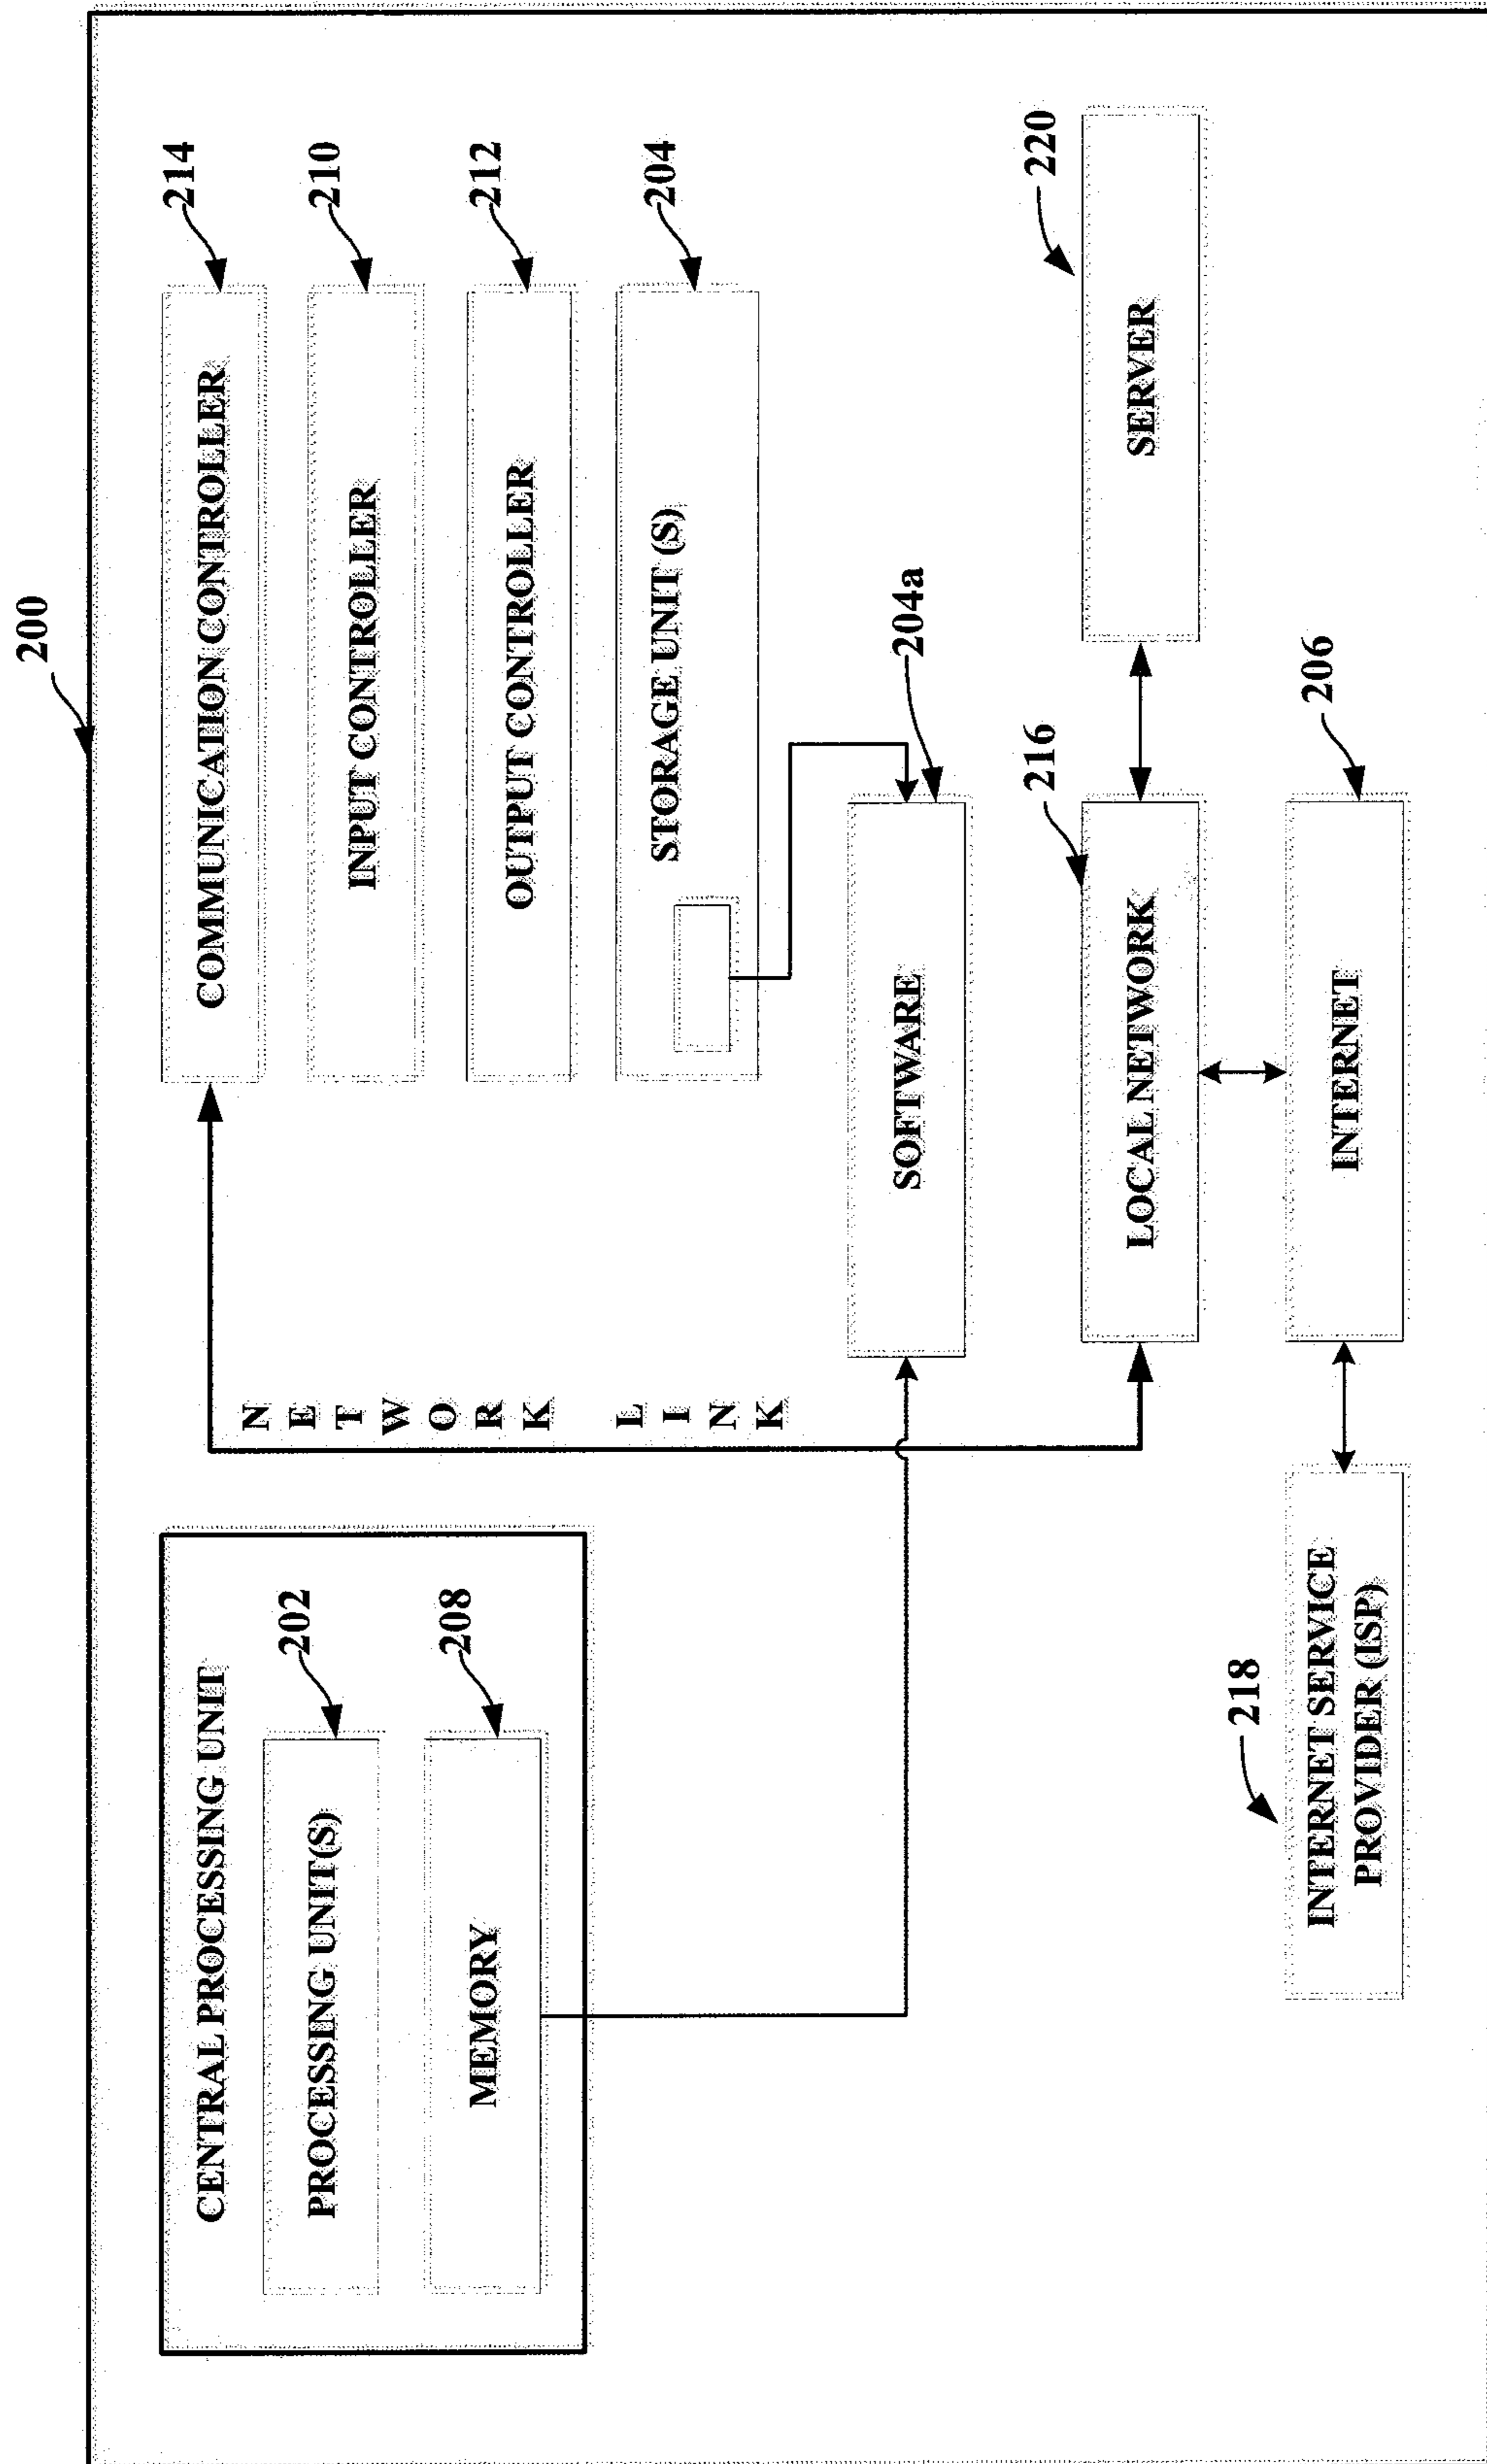 200
CENTRAL PROCESSING UNIT
202
PROCESSING UNIT(S)
208
MEMORY
NETWORK LINK
214
COMMUNICATION CONTROLLER
210
INPUT CONTROLLER
212
OUTPUT CONTROLLER
204
STORAGE UNIT (S)
204a
SOFTWARE
216
LOCAL NETWORK
220
SERVER
218
INTERNET SERVICE
PROVIDER (ISP)
206
INTERNET